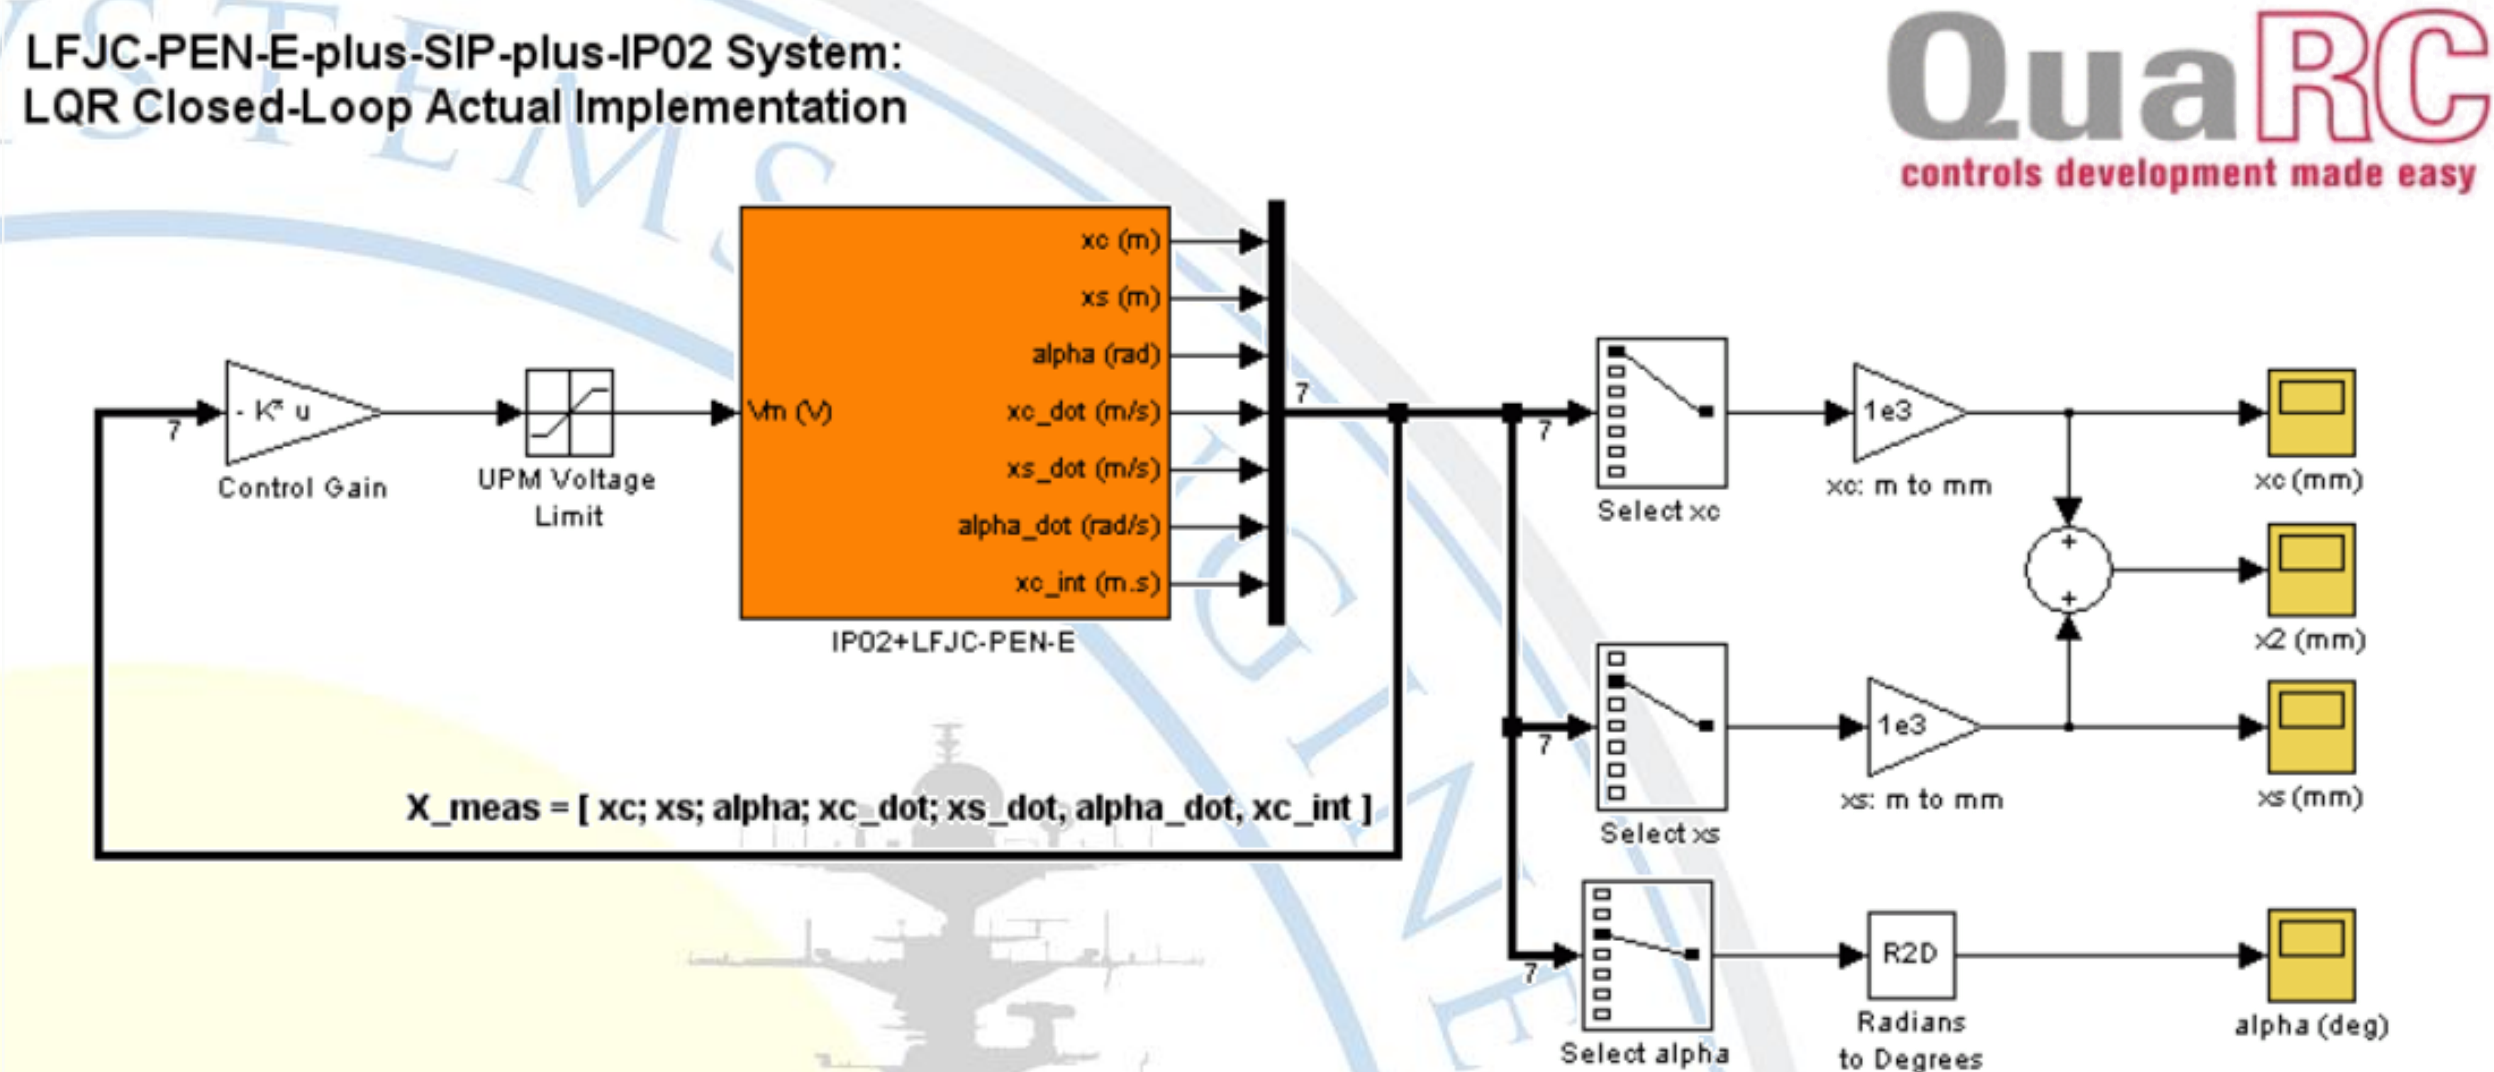 LFJC-PEN-E-plus-SIP-plus-IP02 System:
LQR Closed-Loop Actual Implementation
QuaRC
controls development made easy
xc (m)
xs (m)
alpha (rad)
Vm (V)
xc_dot (m/s)
xs_dot (m/s)
alpha_dot (rad/s)
xc_int (m.s)
IP02+LFJC-PEN-E
7
- K* u
Control Gain
UPM Voltage
Limit
7
7
Select xc
1e3
xc: m to mm
xc (mm)
+
+
x2 (mm)
7
Select xs
1e3
xs: m to mm
xs (mm)
X_meas = [ xc; xs; alpha; xc_dot; xs_dot, alpha_dot, xc_int ]
7
Select alpha
R2D
Radians
to Degrees
alpha (deg)
YSTEMS